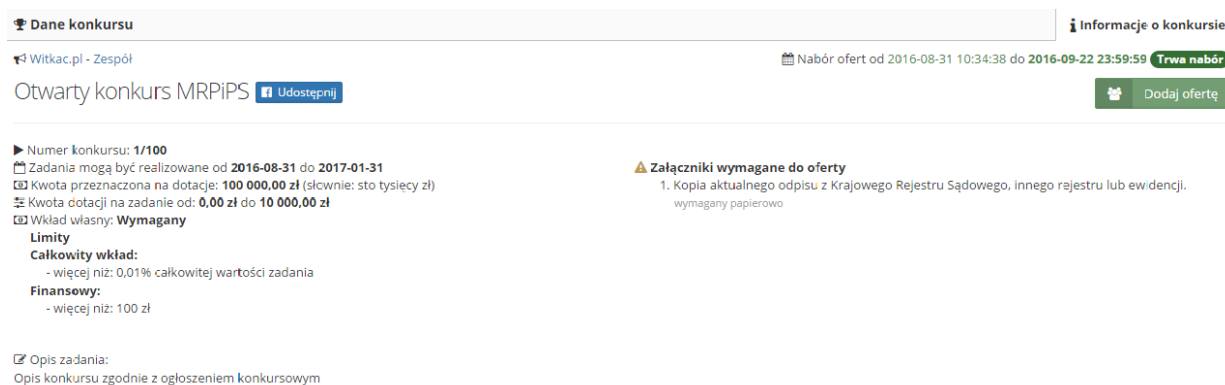 Dane konkursu
Informacje o konkursie
Witkac.pl - Zespół
Nabór ofert od 2016-08-31 10:34:38 do 2016-09-22 23:59:59 Trwa nabór
Otwarty konkurs MRPiPS Udostępnij
Dodaj ofertę
Numer konkursu: 1/100
Zadania mogą być realizowane od 2016-08-31 do 2017-01-31
Kwota przeznaczona na dotacje: 100 000,00 zł (słownie: sto tysięcy zł)
Kwota dotacji na zadanie od: 0,00 zł do 10 000,00 zł
Wkład własny: Wymagany
Limity
Całkowity wkład:
- więcej niż: 0,01% całkowitej wartości zadania
Finansowy:
- więcej niż: 100 zł
Załączniki wymagane do oferty
1. Kopia aktualnego odpisu z Krajowego Rejestru Sądowego, innego rejestru lub ewidencji.
wymagany papierowo
Opis zadania:
Opis konkursu zgodnie z ogłoszeniem konkursowym